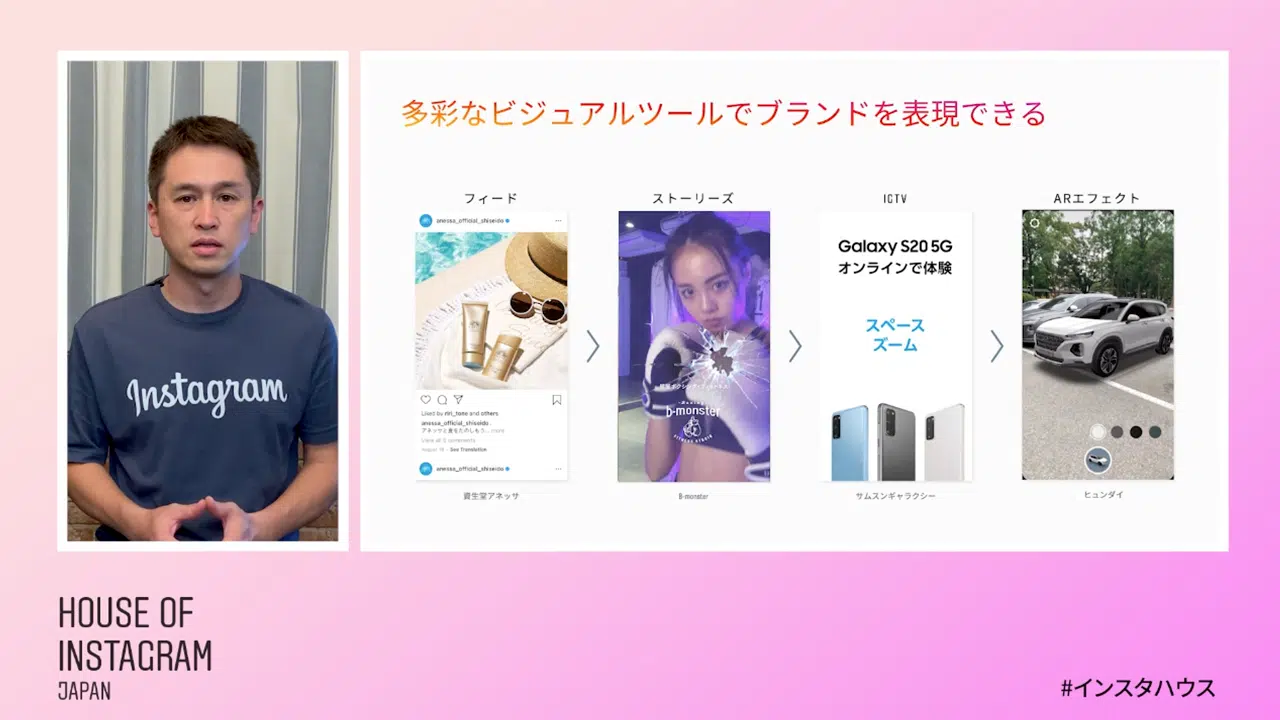 Instagram
多彩なビジュアルツールでブランドを表現できる
フィード
anessa_official_shiseido
Liked by riri_tone and others
anessa_official_shiseido
アネッサと夏をたのしもう... more
View all 5 comments
August 18 · See Translation
anessa_official_shiseido
資生堂アネッサ
ストーリーズ
b-monster
FITNESS STUDIO
B-monster
IGTV
Galaxy S20 5G
オンラインで体験
スペース
ズーム
サムスンギャラクシー
ARエフェクト
ヒュンダイ
HOUSE OF
INSTAGRAM
JAPAN
#インスタハウス